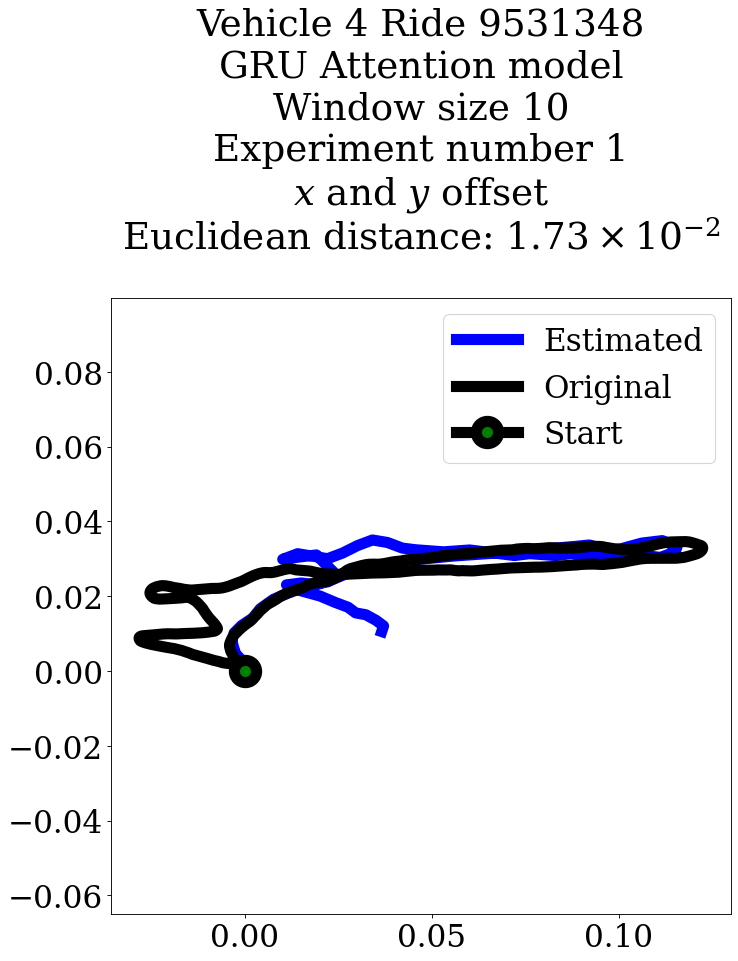 Vehicle 4 Ride 9531348
GRU Attention model
Window size 10
Experiment number 1
x and y offset
Euclidean distance: 1.73 × 10⁻²
Estimated
Original
Start
0.08
0.06
0.04
0.02
0.00
−0.02
−0.04
−0.06
0.00 0.05 0.10